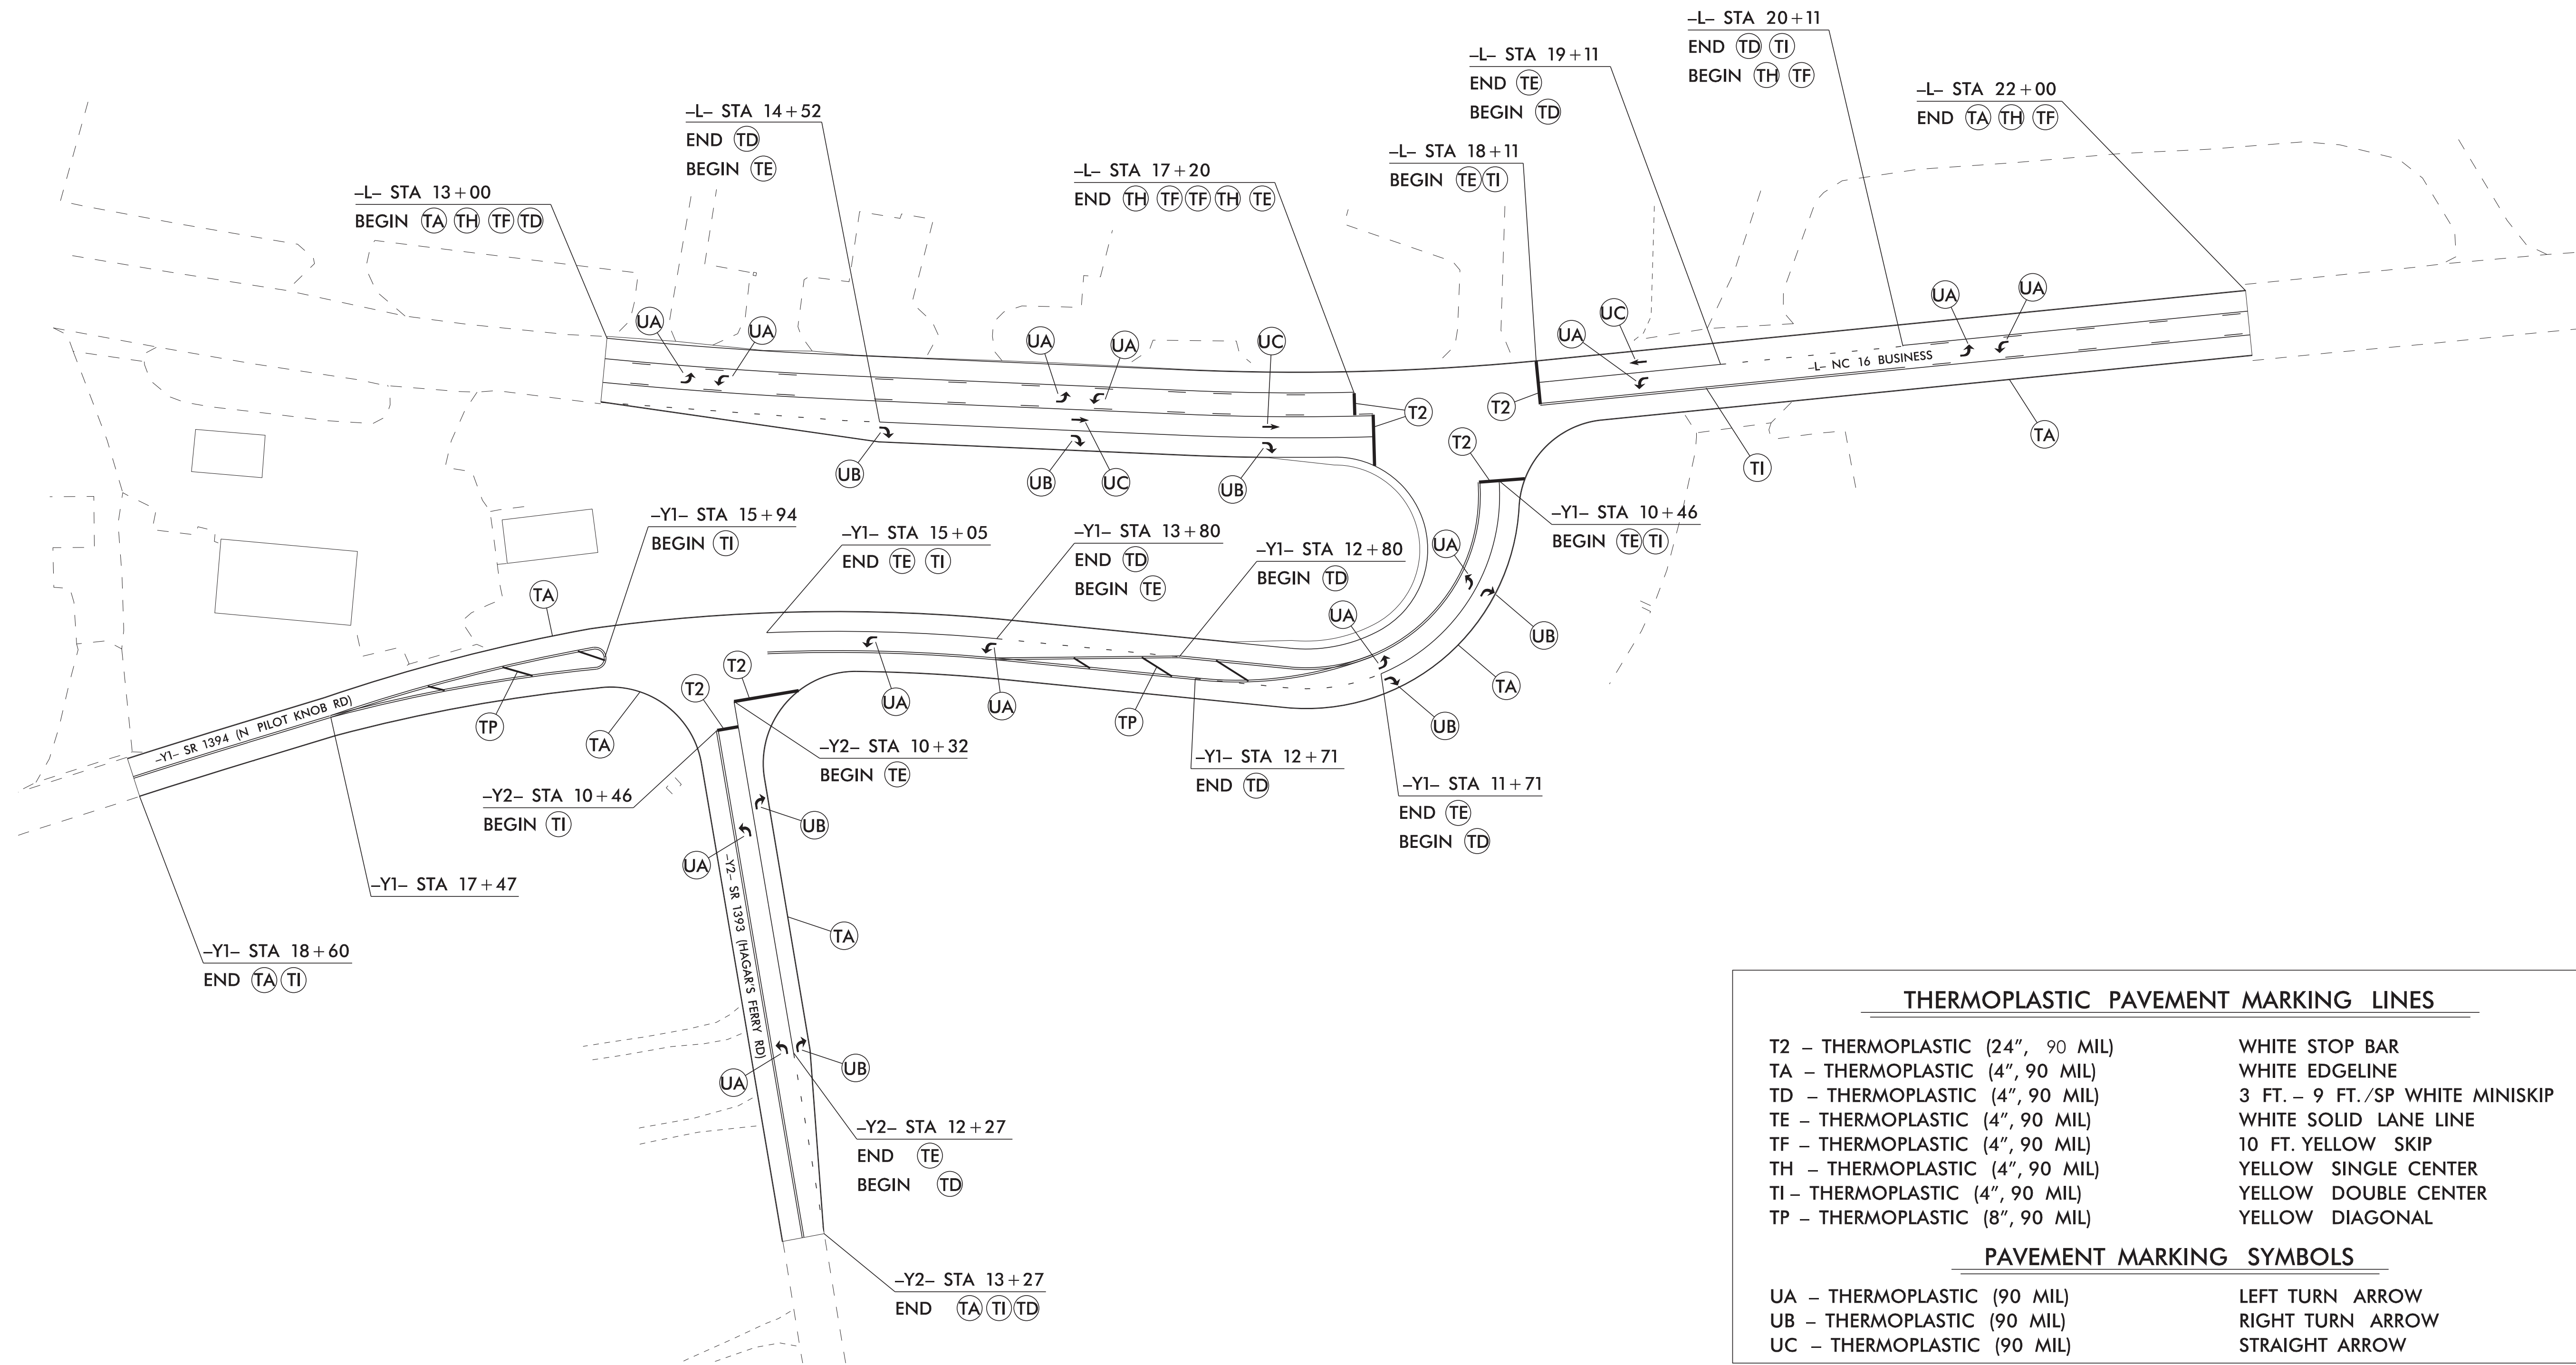 –L– STA 20+11
END TD TI
BEGIN TH TF
–L– STA 19+11
END TE
BEGIN TD
–L– STA 22+00
END TA TH TF
–L– STA 14+52
END TD
BEGIN TE
–L– STA 18+11
BEGIN TE TI
–L– STA 17+20
END TH TF TF TH TE
–L– STA 13+00
BEGIN TA TH TF TD
UA
UA
UA
UA
UC
UA
UC
UA
UA
–L– NC 16 BUSINESS
T2
T2
T2
TA
TI
UB
UB
UC
UB
–Y1– STA 15+94
BEGIN TI
–Y1– STA 15+05
END TE TI
–Y1– STA 13+80
END TD
BEGIN TE
–Y1– STA 12+80
BEGIN TD
–Y1– STA 10+46
BEGIN TE TI
UA
UA
UB
TA
TA
T2
T2
UA
UA
TP
UB
TA
TP
TA
–Y1– SR 1394 (N PILOT KNOB RD)
–Y2– STA 10+32
BEGIN TE
–Y1– STA 12+71
END TD
–Y1– STA 11+71
END TE
BEGIN TD
–Y2– STA 10+46
BEGIN TI
UB
UA
–Y1– STA 17+47
–Y2– SR 1393 (HAGAR'S FERRY RD)
TA
–Y1– STA 18+60
END TA TI
UB
UA
–Y2– STA 12+27
END TE
BEGIN TD
–Y2– STA 13+27
END TA TI TD
THERMOPLASTIC PAVEMENT MARKING LINES
T2 – THERMOPLASTIC (24", 90 MIL) WHITE STOP BAR
TA – THERMOPLASTIC (4", 90 MIL) WHITE EDGELINE
TD – THERMOPLASTIC (4", 90 MIL) 3 FT. – 9 FT./SP WHITE MINISKIP
TE – THERMOPLASTIC (4", 90 MIL) WHITE SOLID LANE LINE
TF – THERMOPLASTIC (4", 90 MIL) 10 FT. YELLOW SKIP
TH – THERMOPLASTIC (4", 90 MIL) YELLOW SINGLE CENTER
TI – THERMOPLASTIC (4", 90 MIL) YELLOW DOUBLE CENTER
TP – THERMOPLASTIC (8", 90 MIL) YELLOW DIAGONAL
PAVEMENT MARKING SYMBOLS
UA – THERMOPLASTIC (90 MIL) LEFT TURN ARROW
UB – THERMOPLASTIC (90 MIL) RIGHT TURN ARROW
UC – THERMOPLASTIC (90 MIL) STRAIGHT ARROW